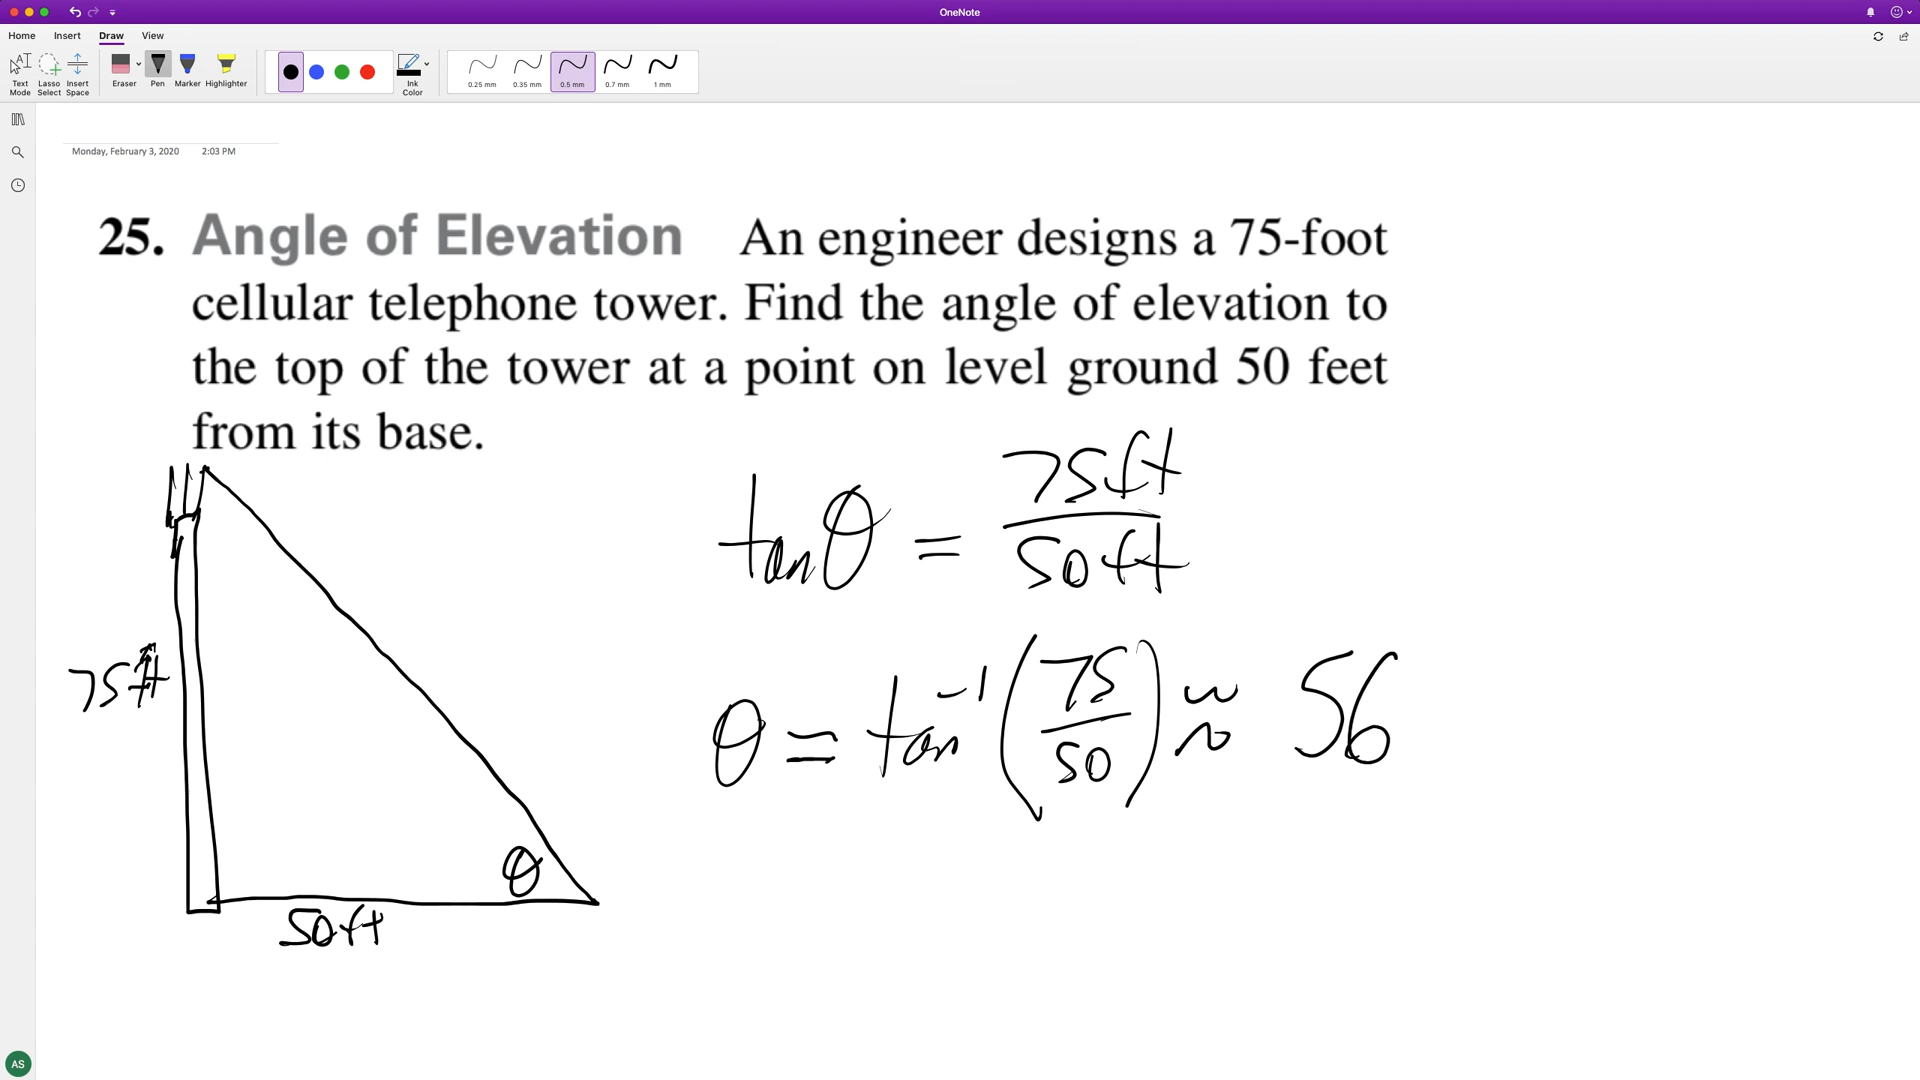 OneNote
Home Insert Draw View
Text Mode
Lasso Select
Insert Space
Eraser
Pen
Marker
Highlighter
Ink Color
0.25 mm
0.35 mm
0.5 mm
0.7 mm
1 mm
Monday, February 3, 2020 2:03 PM
25. Angle of Elevation An engineer designs a 75-foot
cellular telephone tower. Find the angle of elevation to
the top of the tower at a point on level ground 50 feet
from its base.
tanθ = 75ft / 50ft
75ft
θ = tan⁻¹(75/50) ≈ 56
θ
50ft
AS